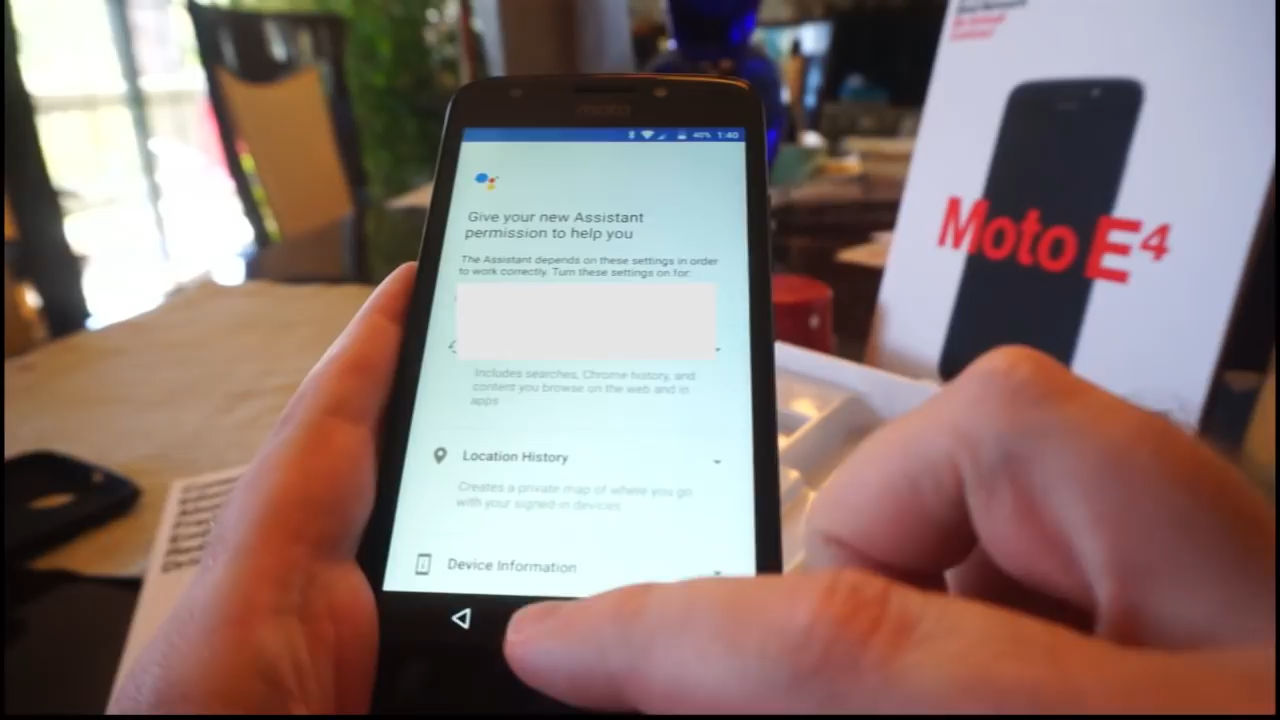 moto
40% 1:40
Give your new Assistant
permission to help you
The Assistant depends on these settings in order
to work correctly. Turn these settings on for:
Includes searches, Chrome history, and
content you browse on the web and in
apps
Location History
Creates a private map of where you go
with your signed-in devices
Device Information
Moto E4